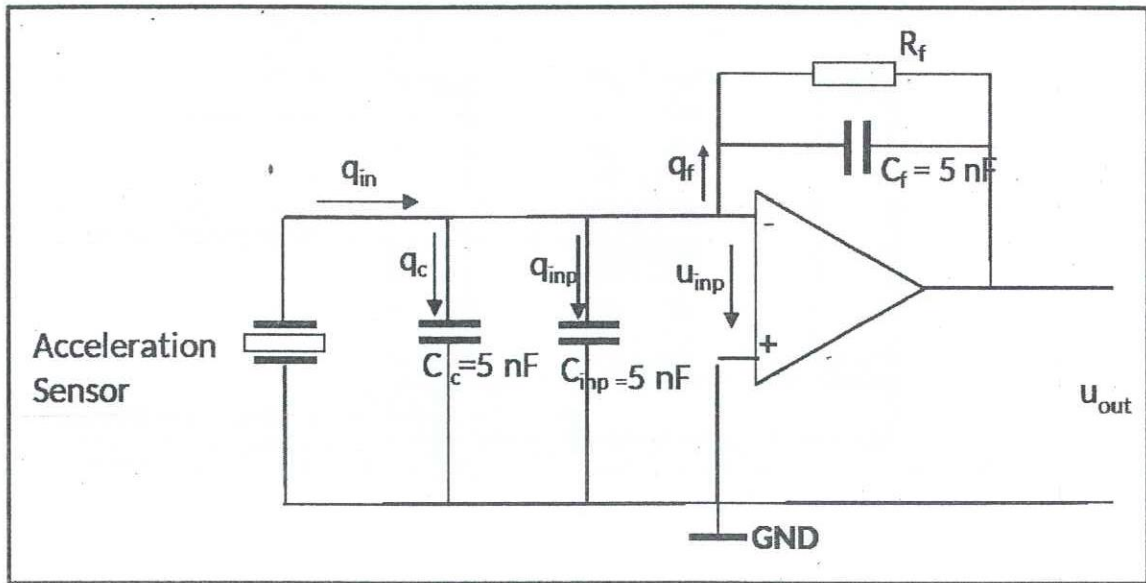 R_f
C_f = 5 nF
q_in
q_f
-
q_c
q_inp
u_inp
+
Acceleration
Sensor
C_c=5 nF
C_inp =5 nF
u_out
GND